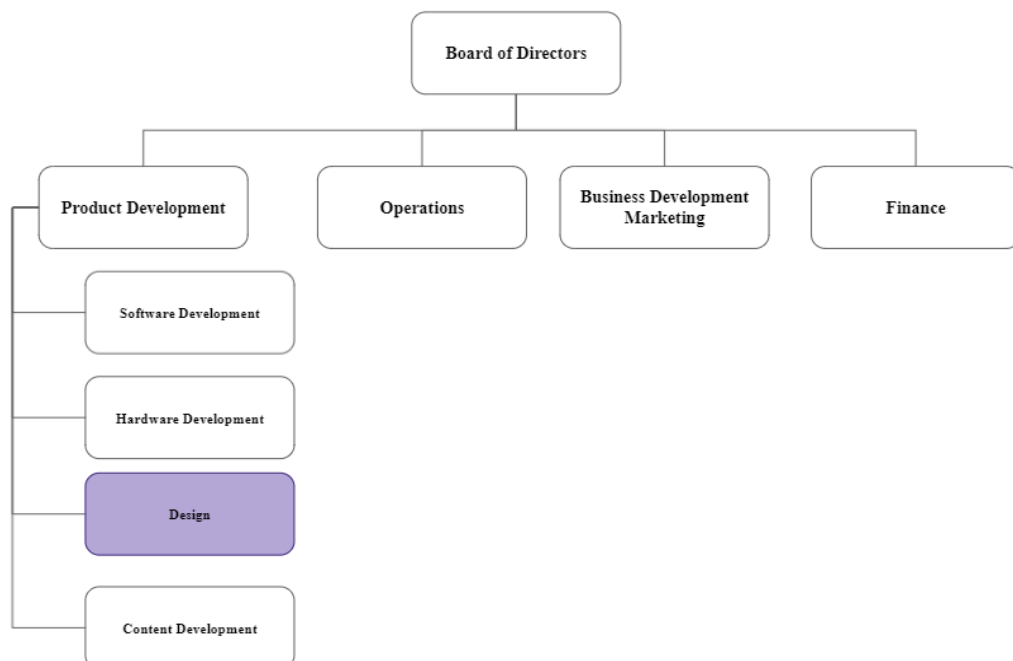 Board of Directors
Product Development
Operations
Business Development
Marketing
Finance
Software Development
Hardware Development
Design
Content Development